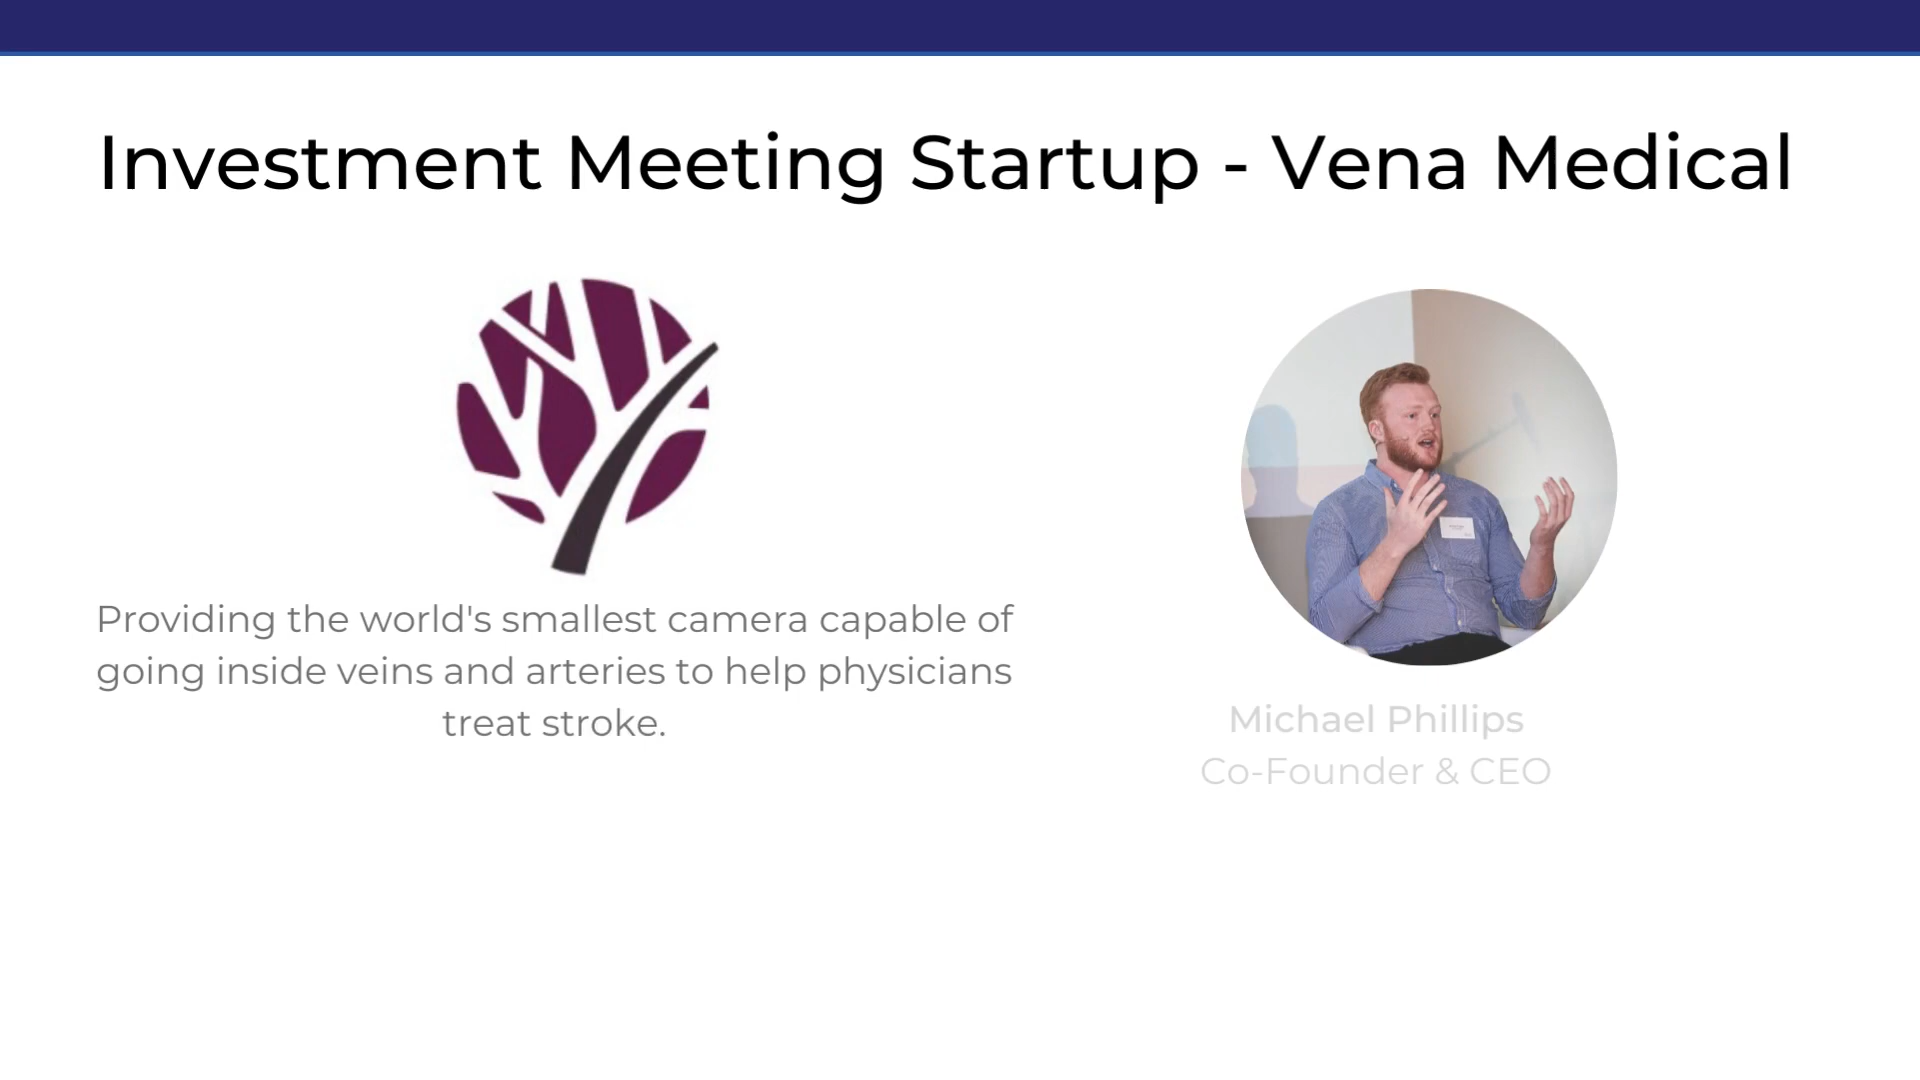 Investment Meeting Startup - Vena Medical
Providing the world's smallest camera capable of
going inside veins and arteries to help physicians
treat stroke.
Michael Phillips
Co-Founder & CEO